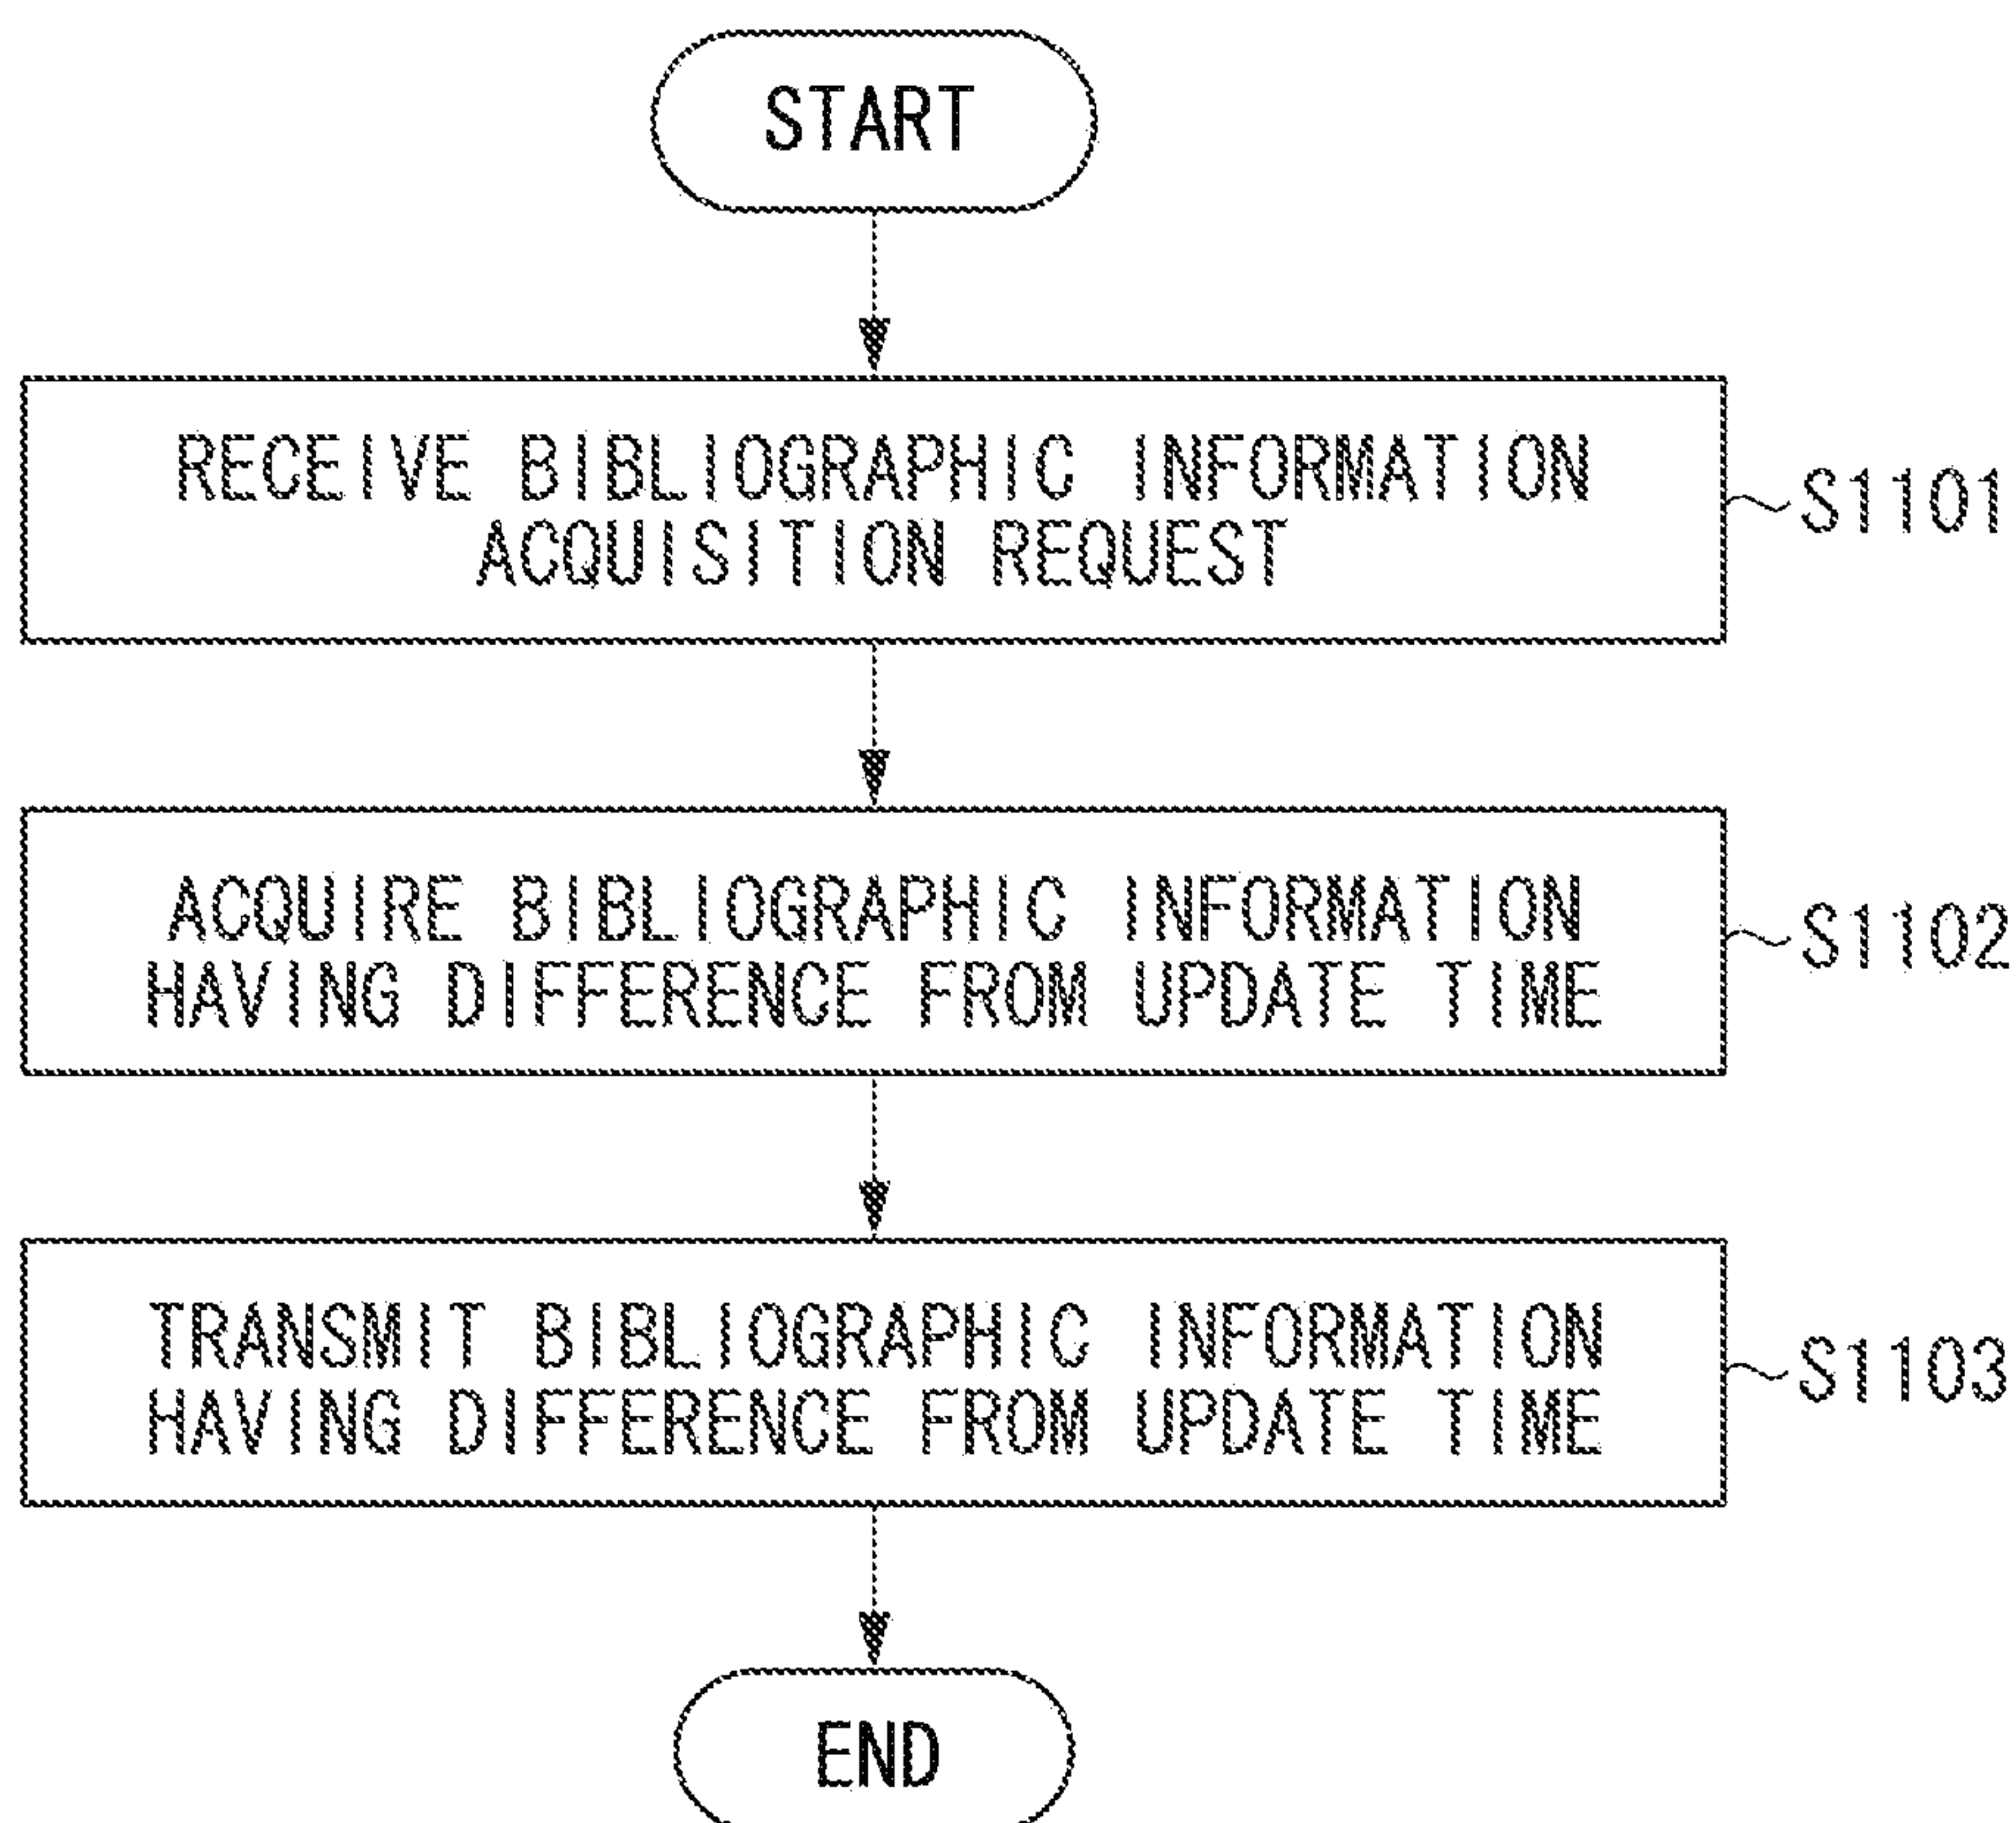 START
RECEIVE BIBLIOGRAPHIC INFORMATION
ACQUISITION REQUEST
S1101
ACQUIRE BIBLIOGRAPHIC INFORMATION
HAVING DIFFERENCE FROM UPDATE TIME
S1102
TRANSMIT BIBLIOGRAPHIC INFORMATION
HAVING DIFFERENCE FROM UPDATE TIME
S1103
END